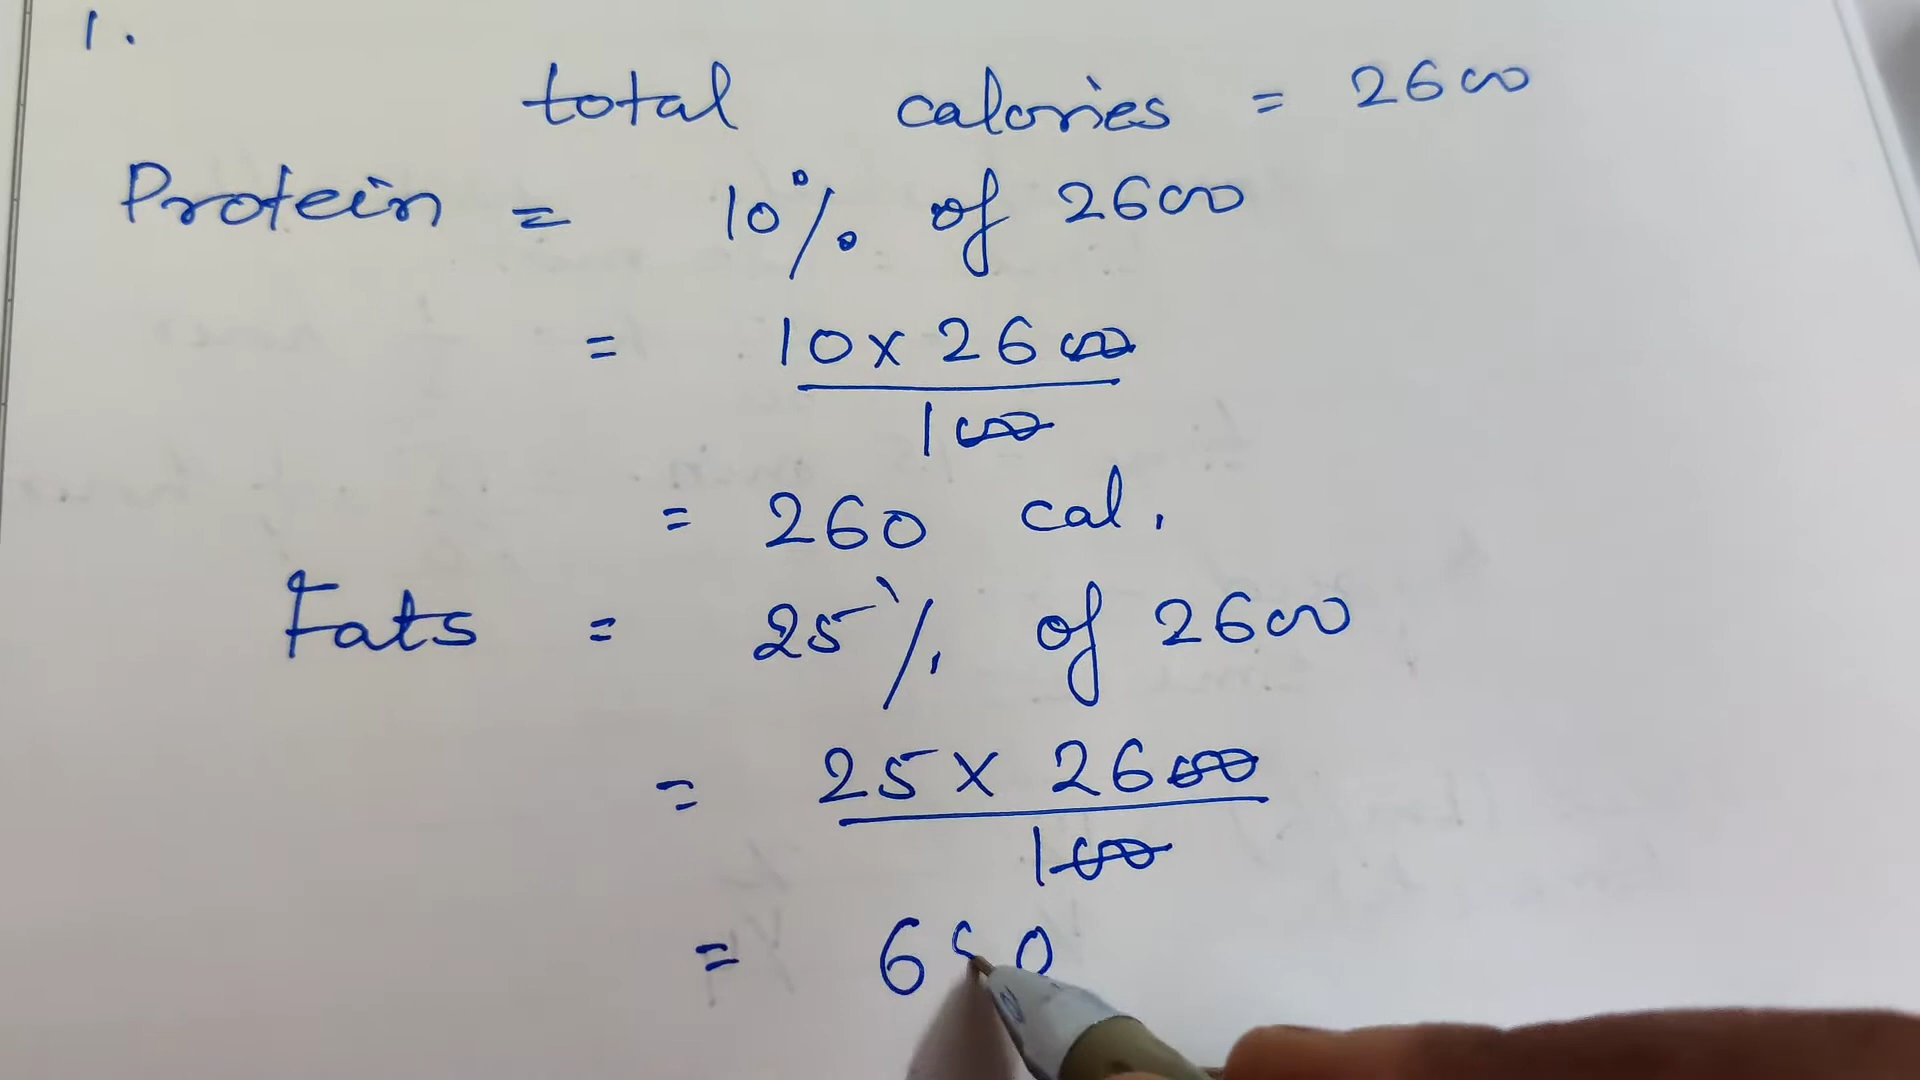 1.
total calories = 2600
Protein = 10% of 2600
= 10 x 2600
100
= 260 cal.
Fats = 25% of 2600
= 25 x 2600
100
= 650